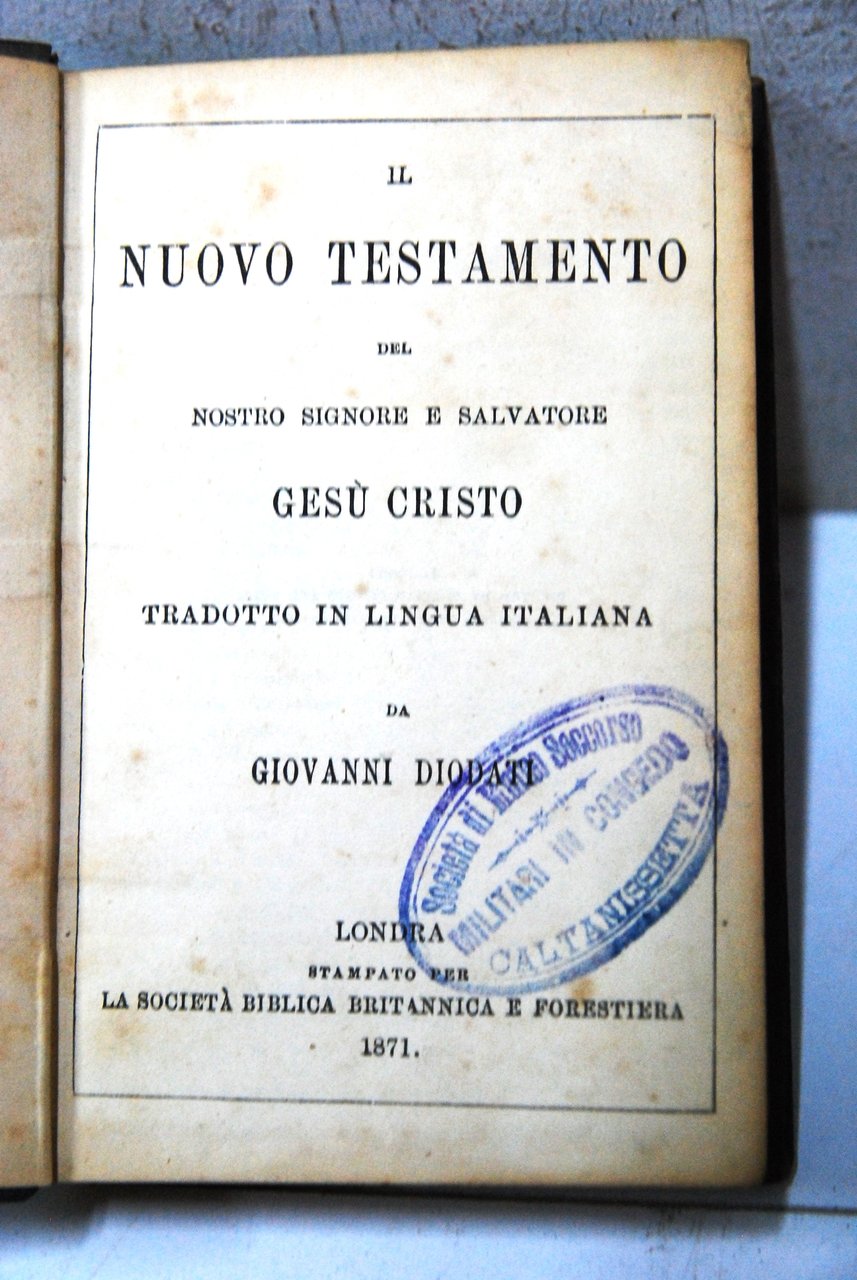 IL
NUOVO TESTAMENTO
DEL
NOSTRO SIGNORE E SALVATORE
GESÙ CRISTO
TRADOTTO IN LINGUA ITALIANA
DA
GIOVANNI DIODATI
Società di Mutuo Soccorso
MILITARI IN CONGEDO
CALTANISSETTA
LONDRA
STAMPATO PER
LA SOCIETÀ BIBLICA BRITANNICA E FORESTIERA
1871.